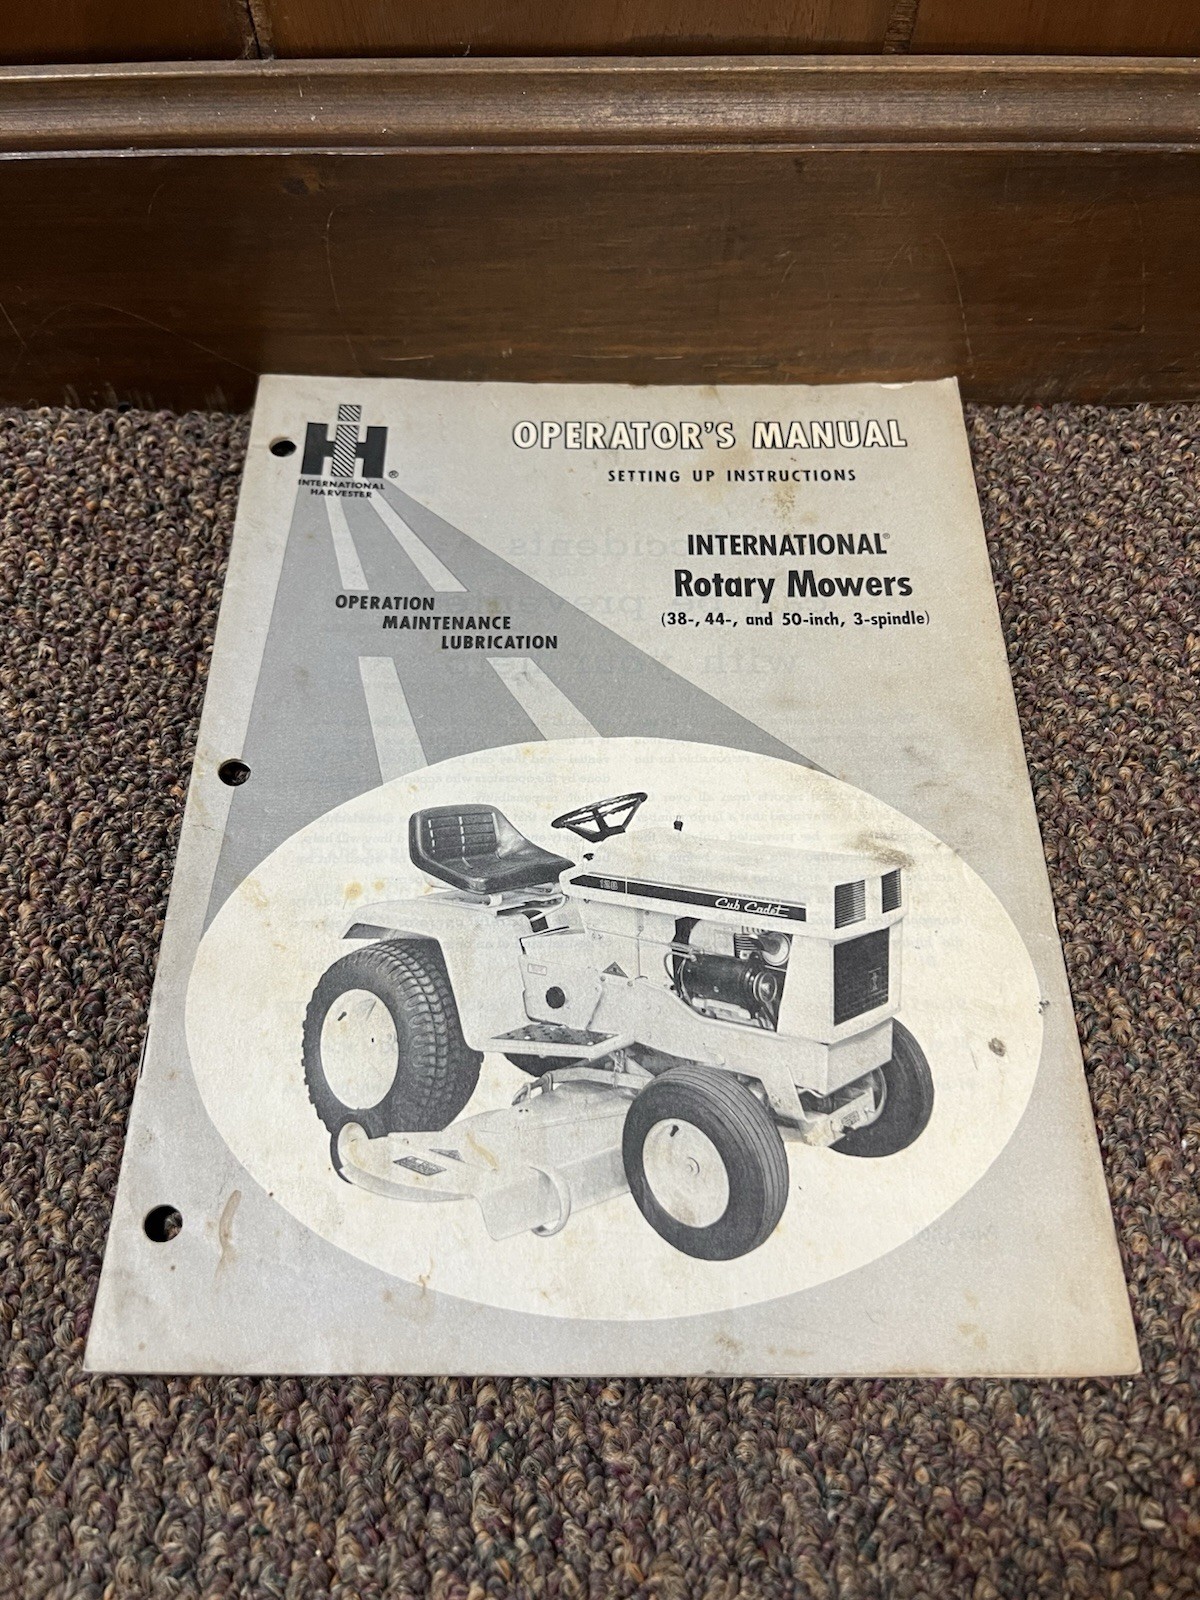 IH ®
INTERNATIONAL
HARVESTER
OPERATOR'S MANUAL
SETTING UP INSTRUCTIONS
INTERNATIONAL®
Rotary Mowers
(38-, 44-, and 50-inch, 3-spindle)
OPERATION
MAINTENANCE
LUBRICATION
Cub Cadet